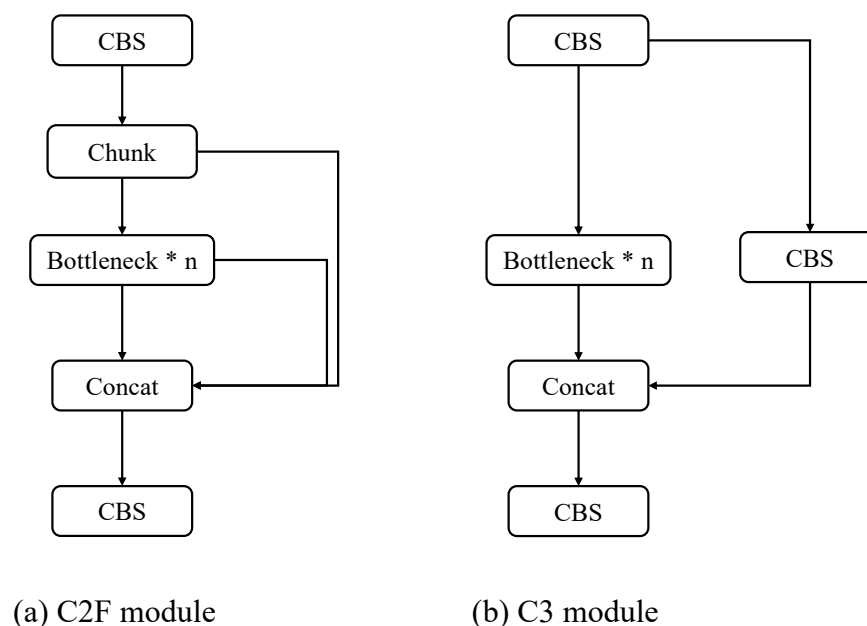 CBS
Chunk
Bottleneck * n
Concat
CBS
(a) C2F module
CBS
Bottleneck * n
CBS
Concat
CBS
(b) C3 module